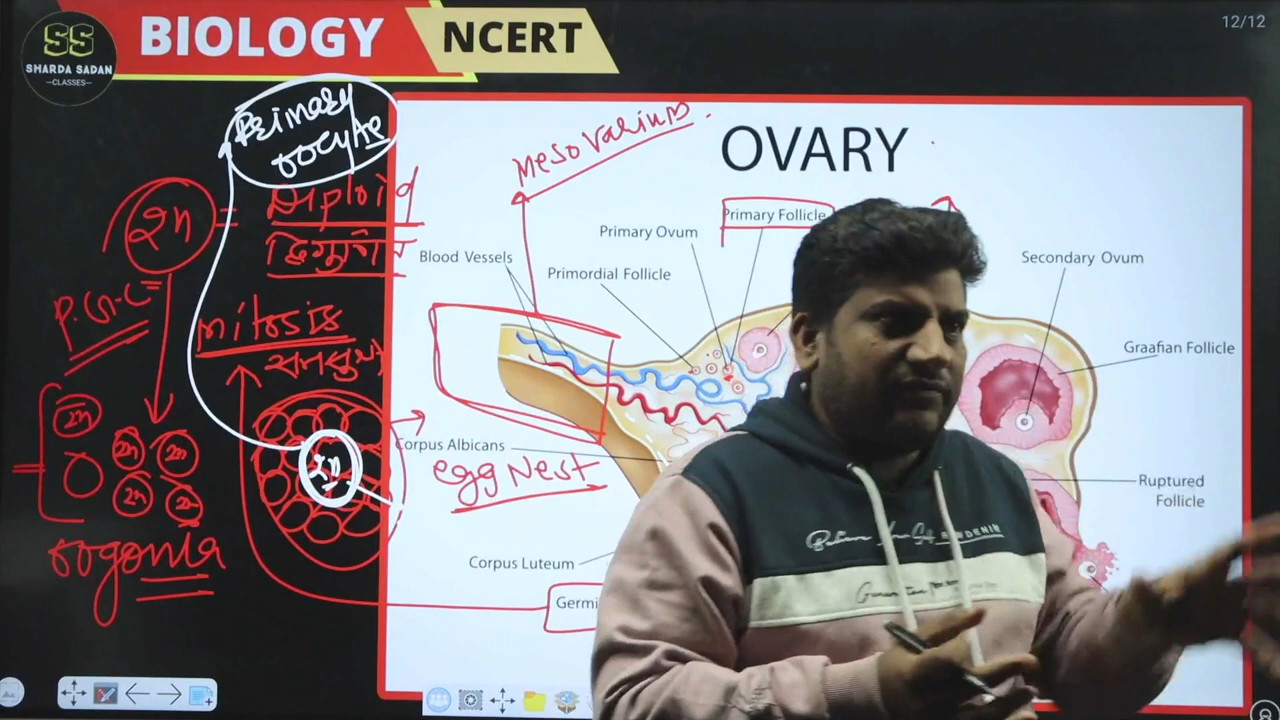 SS
SHARDA SADAN
CLASSES
BIOLOGY
NCERT
12/12
Primary
oocyte
2n = Diploid
द्विगुणित
P.G.C =
mitosis
2n
2n 2n
2n 2n
oogonia
2n
egg Nest
Mesovarium
OVARY
Primary Follicle
Primary Ovum
Blood Vessels
Primordial Follicle
Secondary Ovum
Graafian Follicle
Corpus Albicans
Ruptured
Follicle
Corpus Luteum
Germi